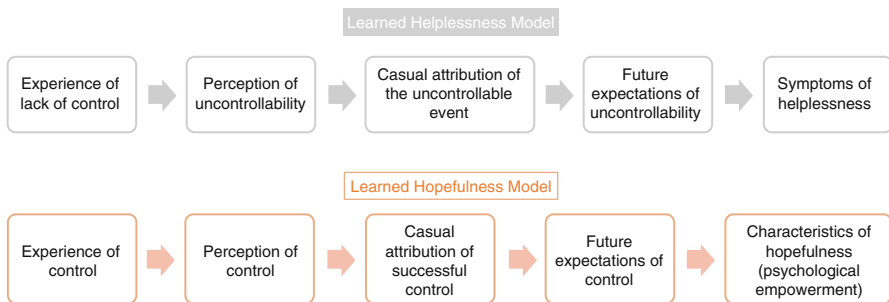 Learned Helplessness Model
Experience of
lack of control
Perception of
uncontrollability
Casual attribution of
the uncontrollable
event
Future
expectations of
uncontrollability
Symptoms of
helplessness
Learned Hopefulness Model
Experience of
control
Perception of
control
Casual
attribution of
successful
control
Future
expectations of
control
Characteristics of
hopefulness
(psychological
empowerment)